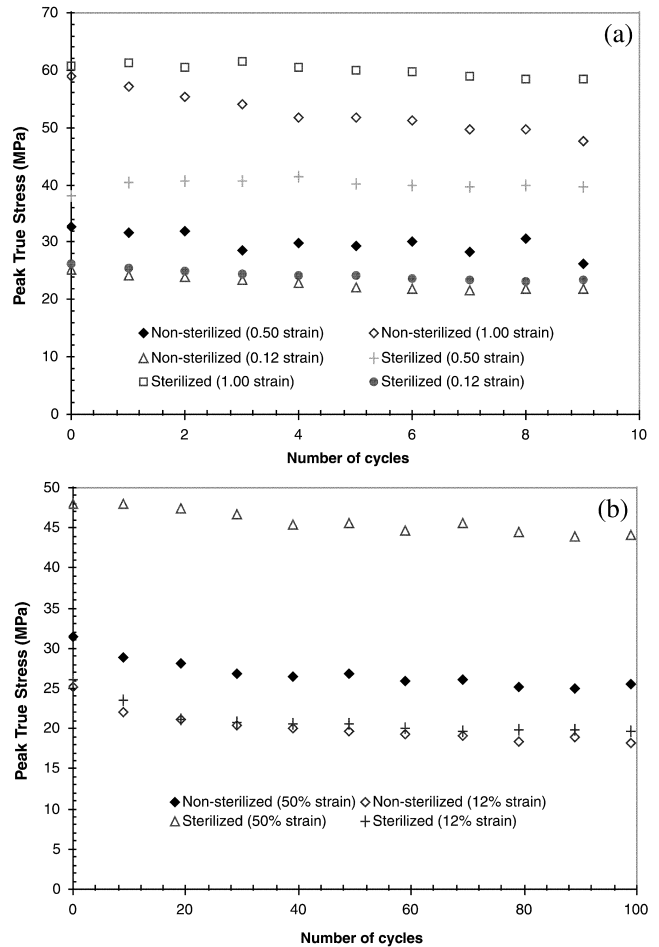 70
(a)
60
50
40
30
20
10
0
Peak True Stress (MPa)
Non-sterilized (0.50 strain) Non-sterilized (1.00 strain)
Non-sterilized (0.12 strain) Sterilized (0.50 strain)
Sterilized (1.00 strain) Sterilized (0.12 strain)
0 2 4 6 8 10
Number of cycles
50
(b)
45
40
35
30
25
20
15
10
5
0
Peak True Stress (MPa)
Non-sterilized (50% strain) Non-sterilized (12% strain)
Sterilized (50% strain) Sterilized (12% strain)
0 20 40 60 80 100
Number of cycles